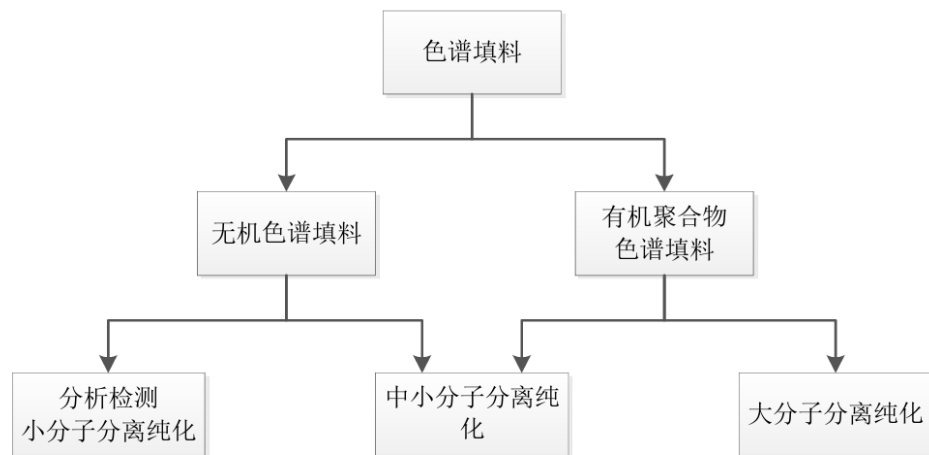 色谱填料
无机色谱填料
有机聚合物
色谱填料
分析检测
小分子分离纯化
中小分子分离纯
化
大分子分离纯化